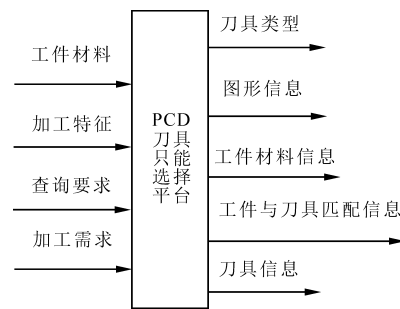 工件材料
加工特征
查询要求
加工需求
PCD
刀具
只能
选择
平台
刀具类型
图形信息
工件材料信息
工件与刀具匹配信息
刀具信息